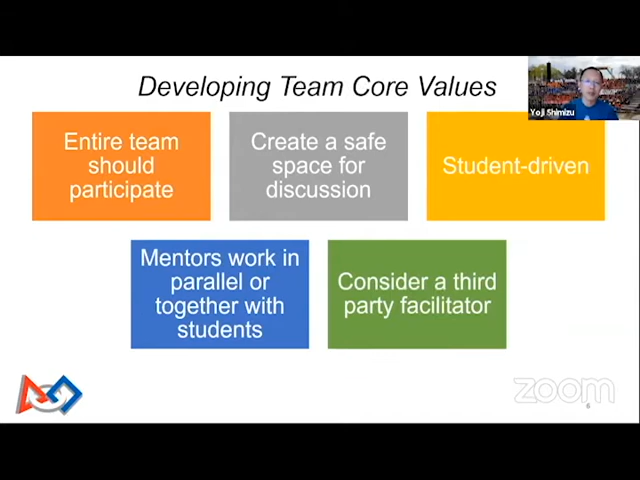 Developing Team Core Values
Yoji Shimizu
Entire team
should
participate
Create a safe
space for
discussion
Student-driven
Mentors work in
parallel or
together with
students
Consider a third
party facilitator
zoom
6